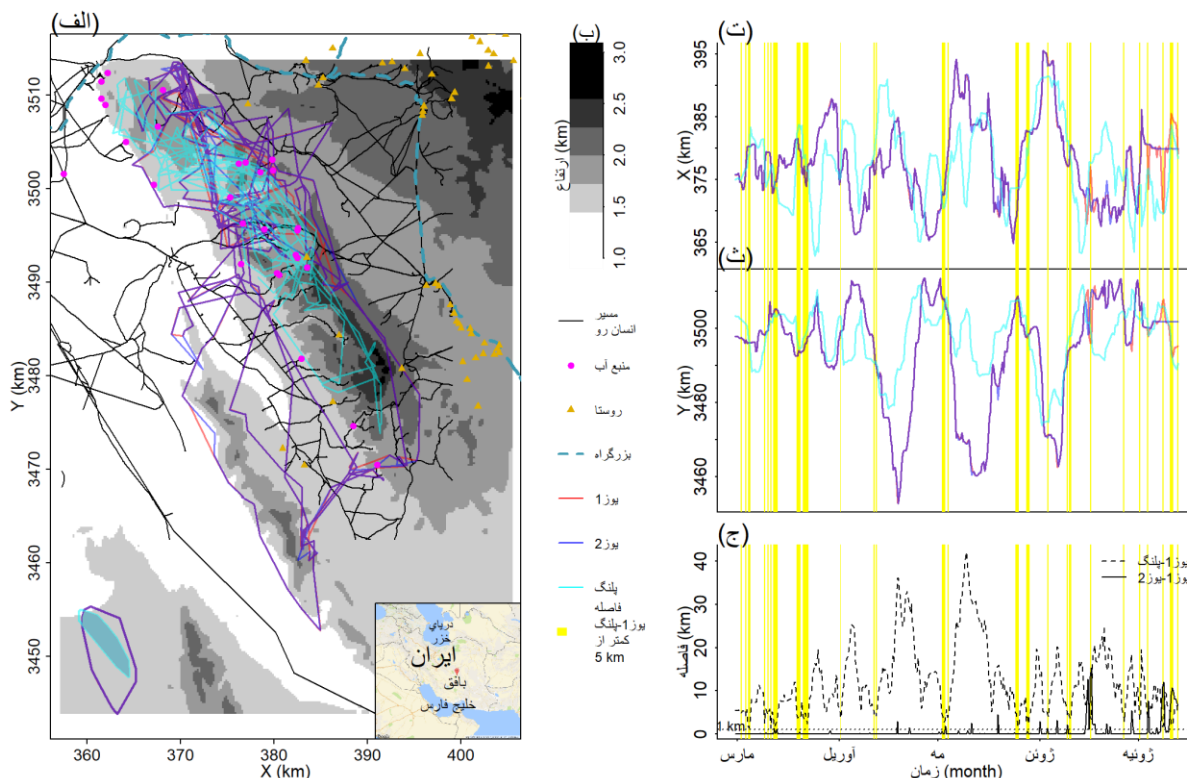 (الف)
(ب)
3510
3500
3490
3480
3470
3460
3450
Y (km)
360
370
380
390
400
X (km)
3.0
2.5
2.0
1.5
1.0
ارتفاع (km)
مسیر
انسان رو
منبع آب
روستا
بزرگراه
یوز1
یوز2
پلنگ
فاصله
یوز1-پلنگ
کمتر از
5 km
دریای
خزر
ایران
بافق
خلیج فارس
(ت)
395
385
375
365
X (km)
(ث)
3500
3480
3460
Y (km)
(ج)
یوز1-پلنگ
یوز1-یوز2
40
30
20
10
0
فاصله (km)
1 km
مارس
آوریل
مه
ژوئن
ژوئیه
زمان (month)